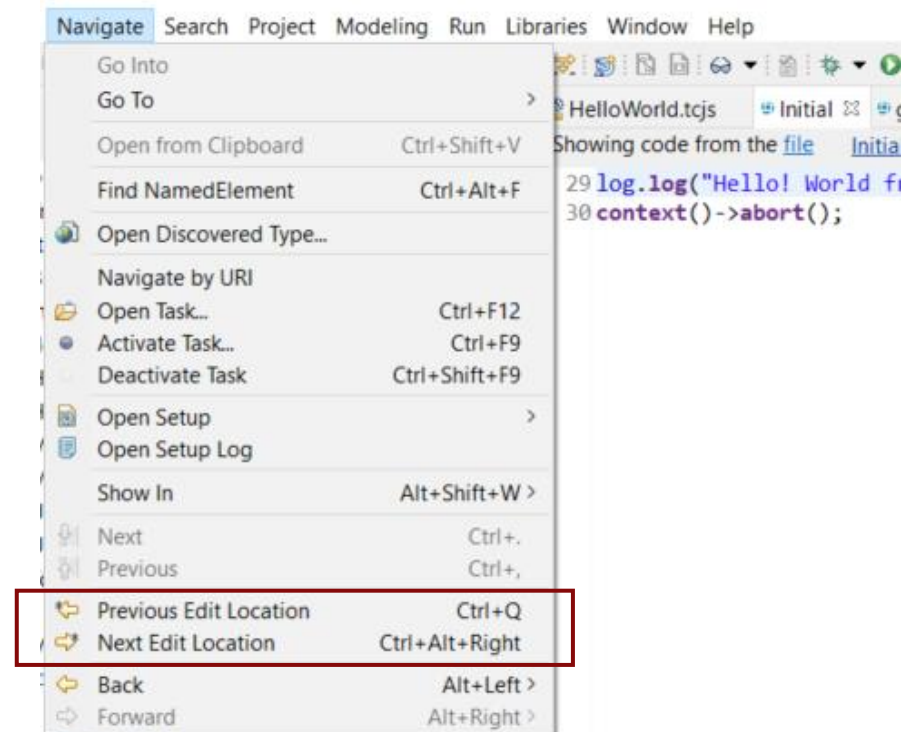 Navigate Search Project Modeling Run Libraries Window Help
Go Into
Go To
HelloWorld.tcjs Initial
Open from Clipboard Ctrl+Shift+V
Showing code from the file Initia
Find NamedElement Ctrl+Alt+F
29 log.log("Hello! World fr
30 context()->abort();
Open Discovered Type...
Navigate by URI
Open Task... Ctrl+F12
Activate Task... Ctrl+F9
Deactivate Task Ctrl+Shift+F9
Open Setup
Open Setup Log
Show In Alt+Shift+W
Next Ctrl+.
Previous Ctrl+,
Previous Edit Location Ctrl+Q
Next Edit Location Ctrl+Alt+Right
Back Alt+Left
Forward Alt+Right